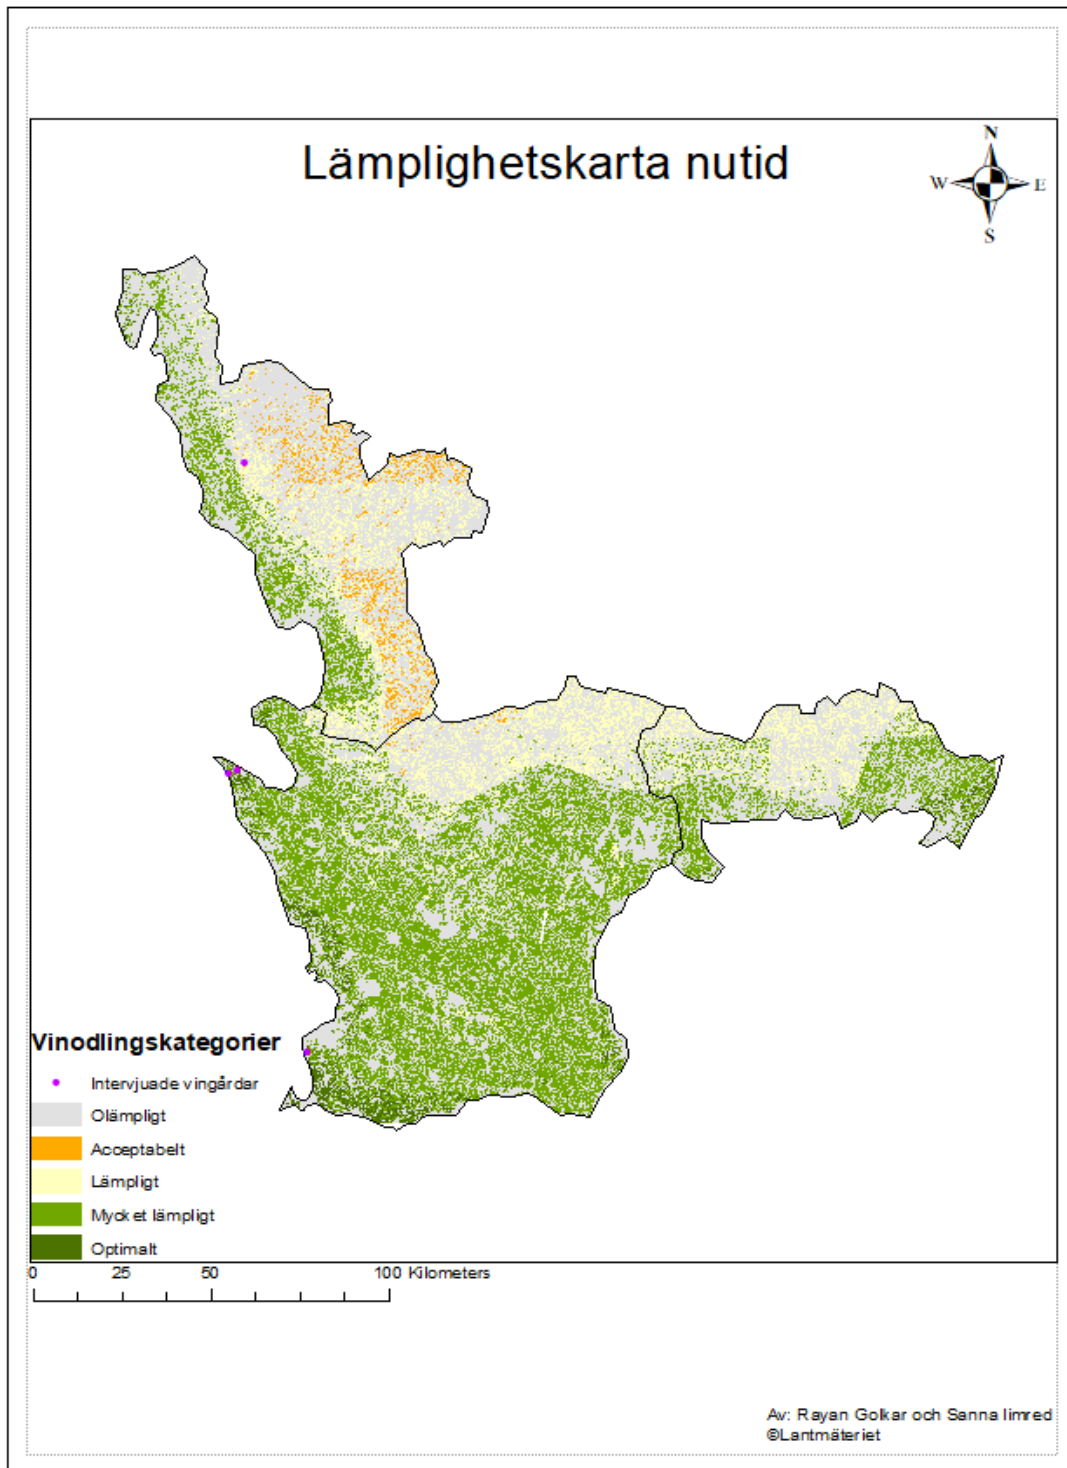 Lämplighetskarta nutid
N
W E
S
Vinodlingskategorier
Intervjuade vingårdar
Olämpligt
Acceptabelt
Lämpligt
Mycket lämpligt
Optimalt
0 25 50 100 Kilometers
Av: Rayan Golkar och Sanna limred
©Lantmäteriet